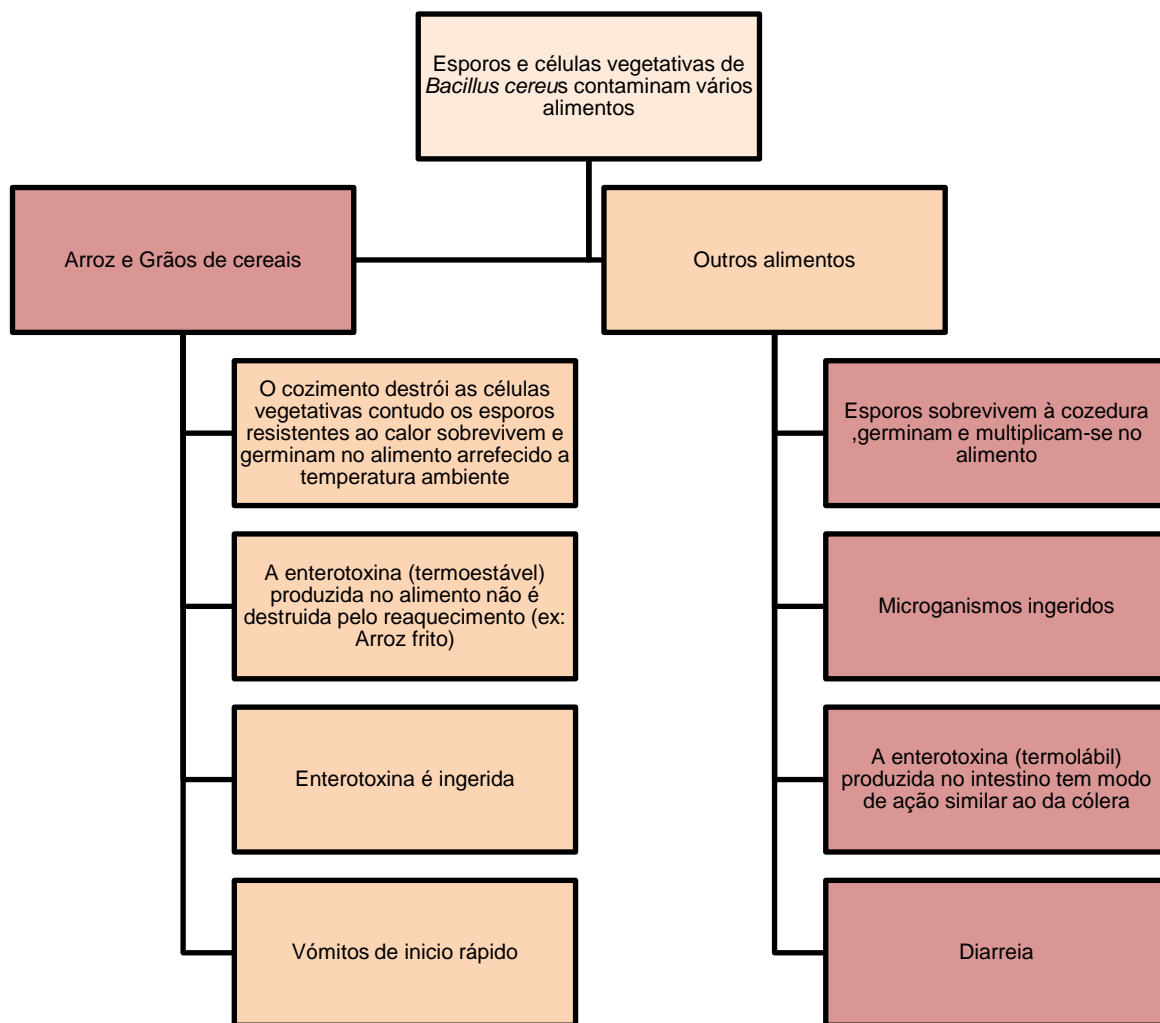 Esporos e células vegetativas de
Bacillus cereus contaminam vários
alimentos
Arroz e Grãos de cereais
Outros alimentos
O cozimento destrói as células
vegetativas contudo os esporos
resistentes ao calor sobrevivem e
germinam no alimento arrefecido a
temperatura ambiente
A enterotoxina (termoestável)
produzida no alimento não é
destruida pelo reaquecimento (ex:
Arroz frito)
Enterotoxina é ingerida
Vómitos de inicio rápido
Esporos sobrevivem à cozedura
,germinam e multiplicam-se no
alimento
Microganismos ingeridos
A enterotoxina (termolábil)
produzida no intestino tem modo
de ação similar ao da cólera
Diarreia